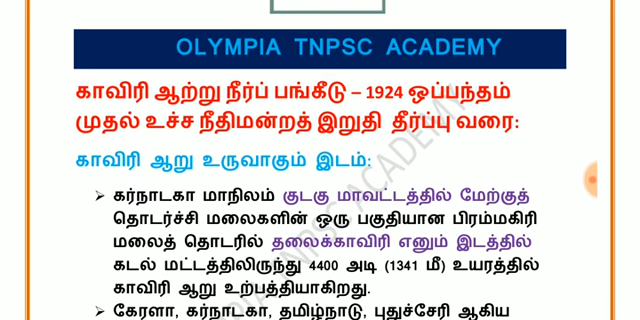 OLYMPIA TNPSC ACADEMY
காவிரி ஆற்று நீர்ப் பங்கீடு – 1924 ஒப்பந்தம்
முதல் உச்ச நீதிமன்றத் இறுதி தீர்ப்பு வரை:
காவிரி ஆறு உருவாகும் இடம்:
➢ கர்நாடகா மாநிலம் குடகு மாவட்டத்தில் மேற்குத்
தொடர்ச்சி மலைகளின் ஒரு பகுதியான பிரம்மகிரி
மலைத் தொடரில் தலைக்காவிரி எனும் இடத்தில்
கடல் மட்டத்திலிருந்து 4400 அடி (1341 மீ) உயரத்தில்
காவிரி ஆறு உற்பத்தியாகிறது.
➢ கேரளா, கர்நாடகா, தமிழ்நாடு, புதுச்சேரி ஆகிய